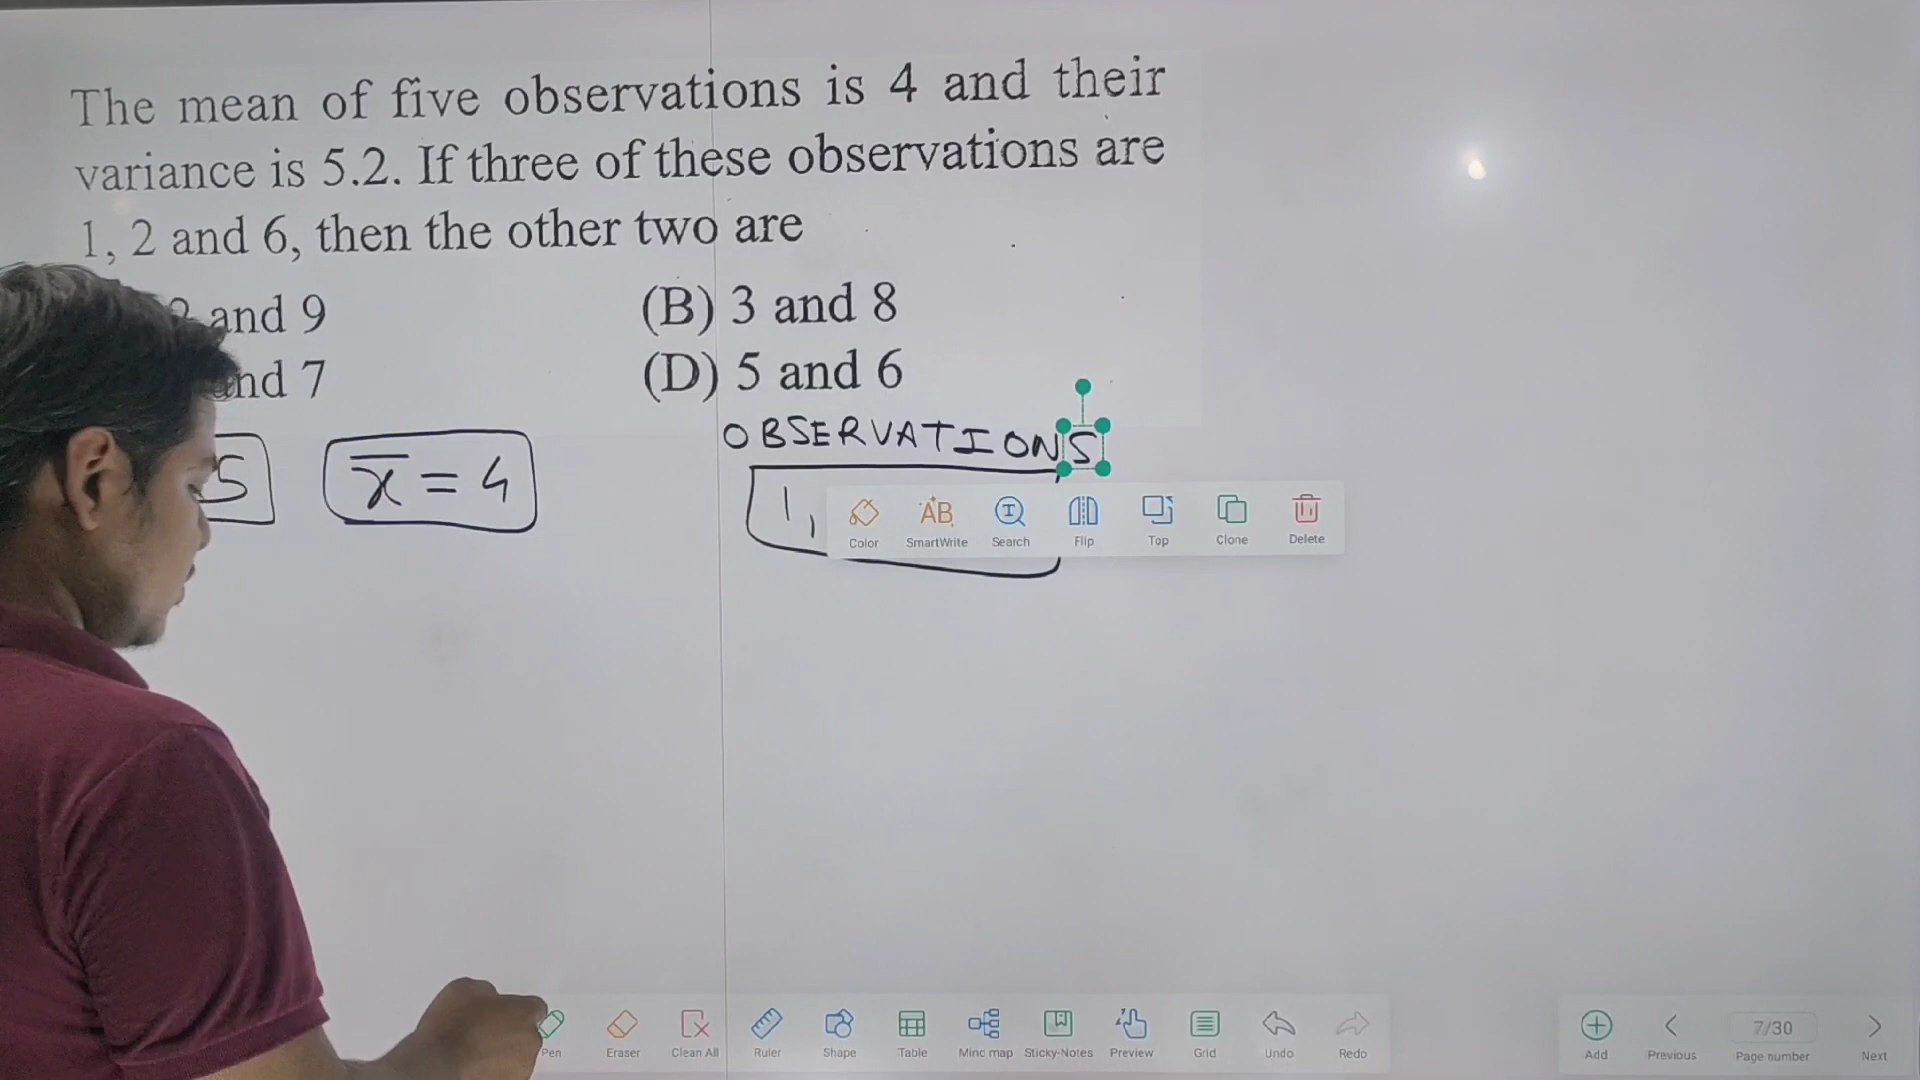 The mean of five observations is 4 and their
variance is 5.2. If three of these observations are
1, 2 and 6, then the other two are
and 9
(B) 3 and 8
and 7
(D) 5 and 6
OBSERVATIONS
5
x̅ = 4
1,
Color SmartWrite Search Flip Top Clone Delete
Pen Eraser Clean All Ruler Shape Table Mind map Sticky-Notes Preview Grid Undo Redo
Add Previous 7/30 Page number Next